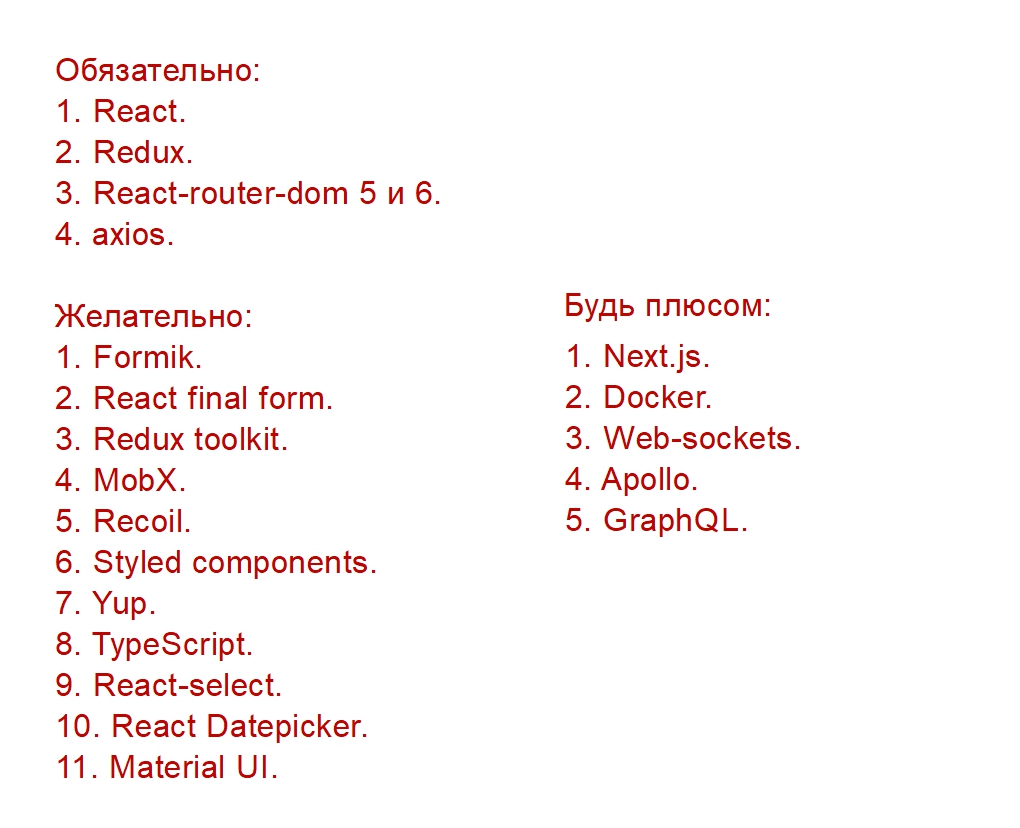 Обязательно:
1. React.
2. Redux.
3. React-router-dom 5 и 6.
4. axios.
Желательно:
1. Formik.
2. React final form.
3. Redux toolkit.
4. MobX.
5. Recoil.
6. Styled components.
7. Yup.
8. TypeScript.
9. React-select.
10. React Datepicker.
11. Material UI.
Будь плюсом:
1. Next.js.
2. Docker.
3. Web-sockets.
4. Apollo.
5. GraphQL.